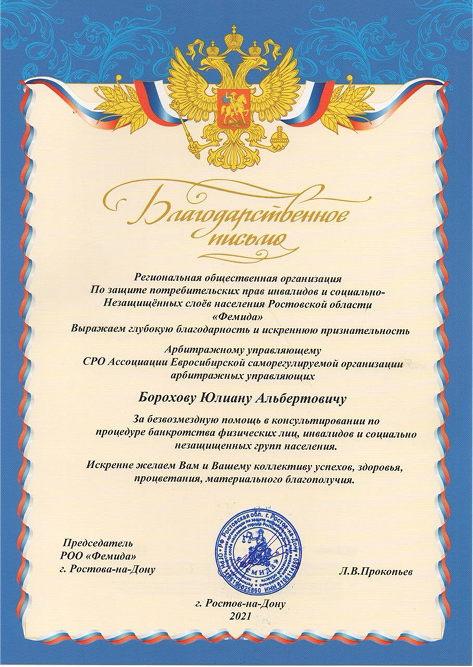 Благодарственное
письмо
Региональная общественная организация
По защите потребительских прав инвалидов и социально-
Незащищённых слоёв населения Ростовской области
«Фемида»
Выражаем глубокую благодарность и искреннюю признательность
Арбитражному управляющему
СРО Ассоциации Евросибирской саморегулируемой организации
арбитражных управляющих
Борохову Юлиану Альбертовичу
За безвозмездную помощь в консультировании по
процедуре банкротства физических лиц, инвалидов и социально
незащищенных групп населения.
Искренне желаем Вам и Вашему коллективу успехов, здоровья,
процветания, материального благополучия.
Председатель
РОО «Фемида»
г. Ростова-на-Дону
Л.В.Прокопьев
г. Ростов-на-Дону
2021